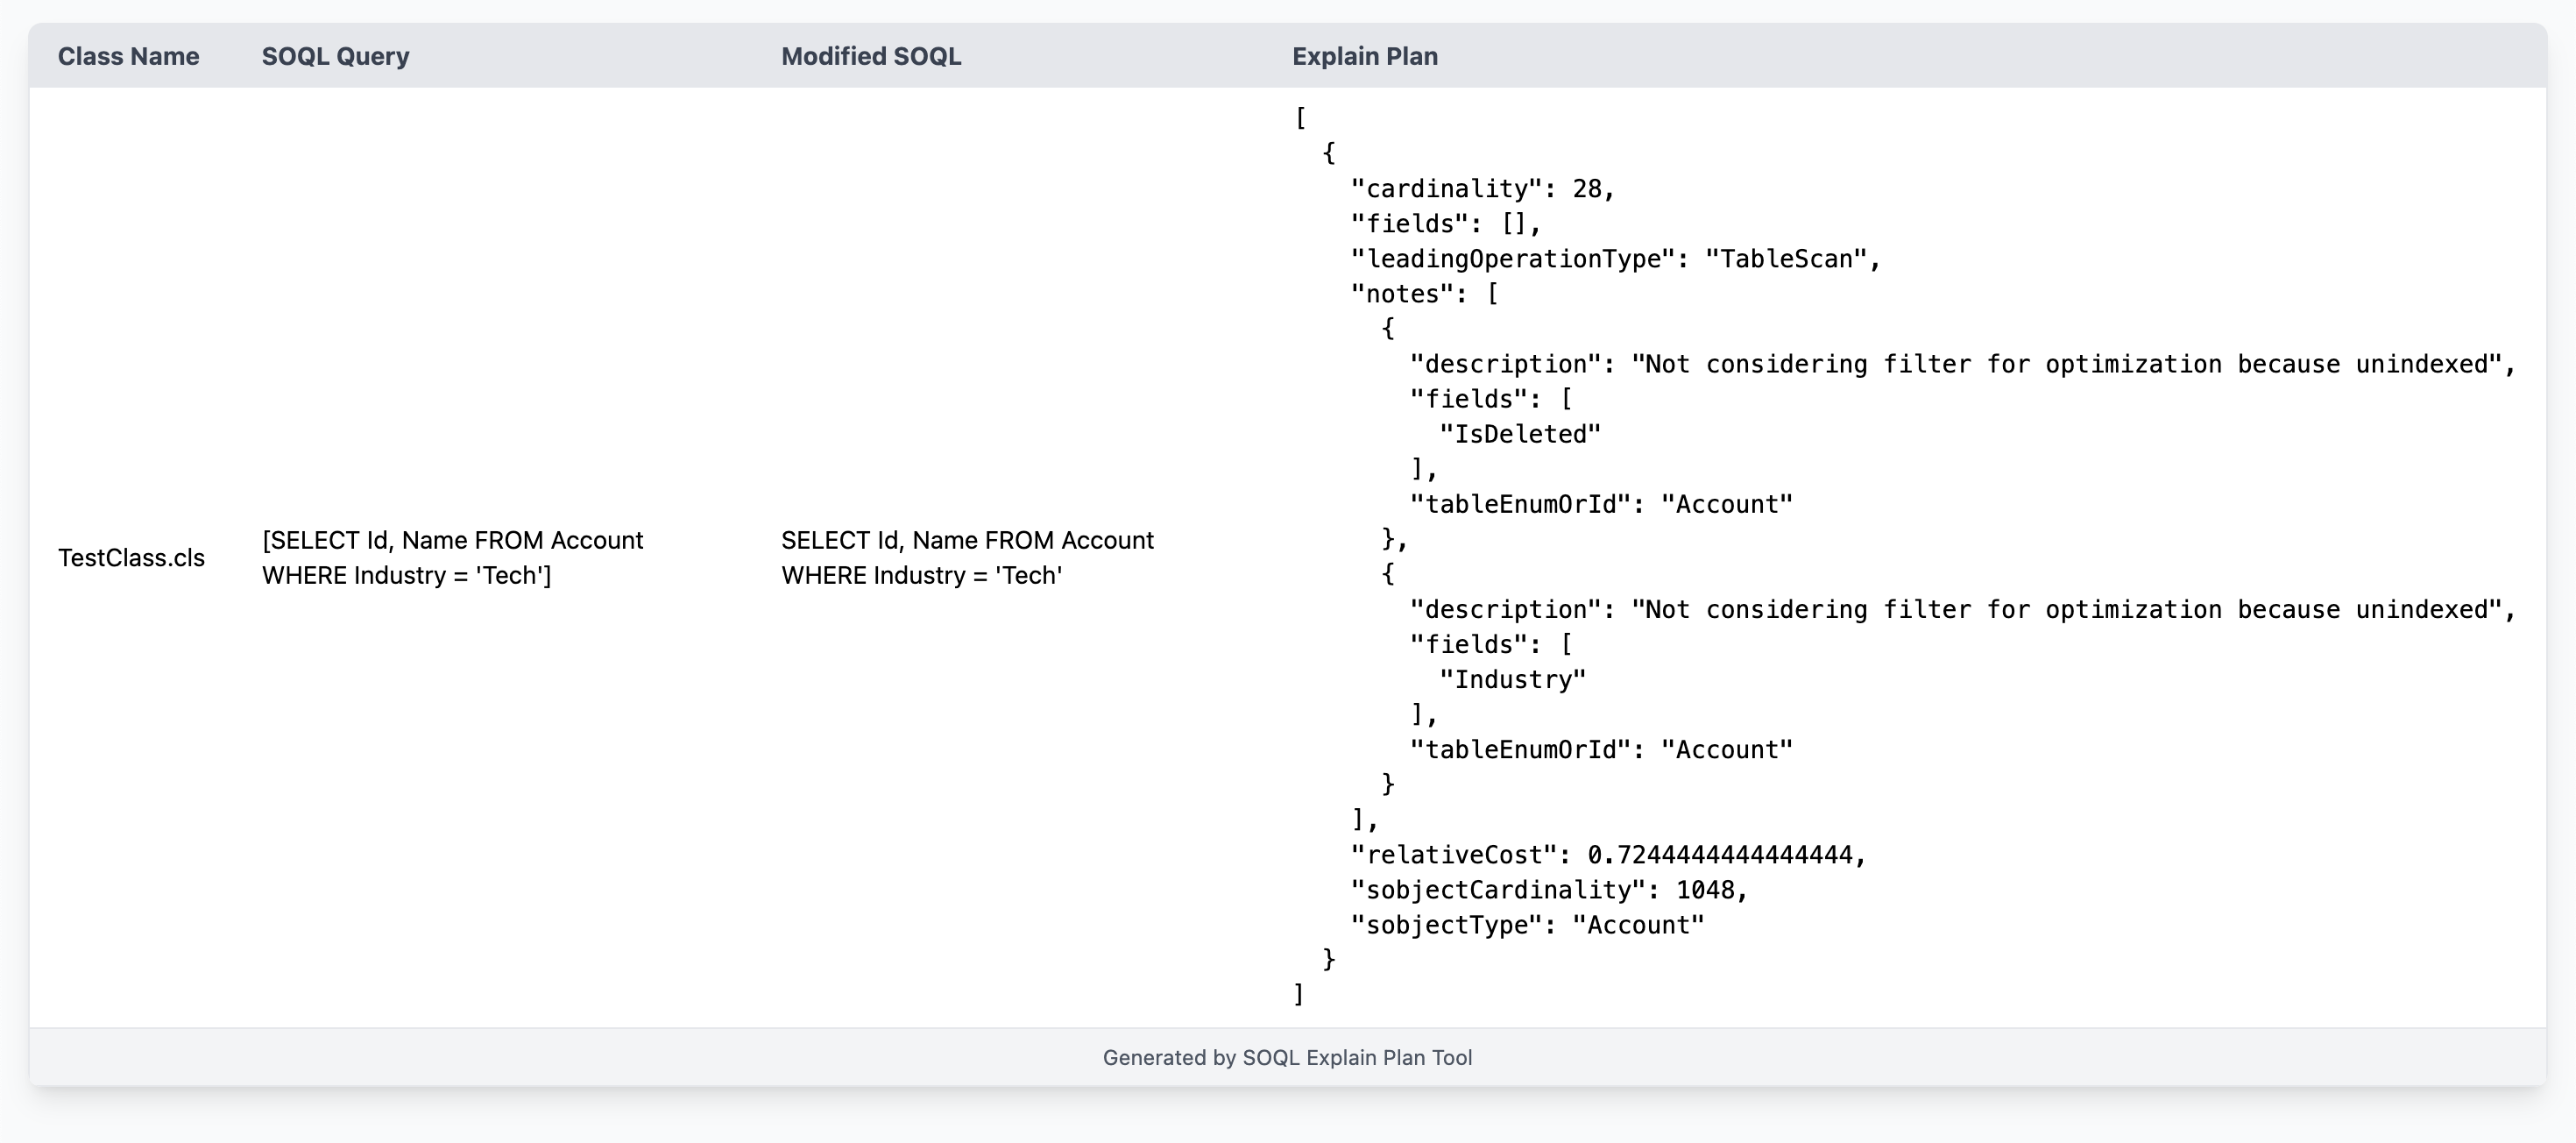 Class Name SOQL Query Modified SOQL Explain Plan
TestClass.cls
[SELECT Id, Name FROM Account
WHERE Industry = 'Tech']
SELECT Id, Name FROM Account
WHERE Industry = 'Tech'
[
  {
    "cardinality": 28,
    "fields": [],
    "leadingOperationType": "TableScan",
    "notes": [
      {
        "description": "Not considering filter for optimization because unindexed",
        "fields": [
          "IsDeleted"
        ],
        "tableEnumOrId": "Account"
      },
      {
        "description": "Not considering filter for optimization because unindexed",
        "fields": [
          "Industry"
        ],
        "tableEnumOrId": "Account"
      }
    ],
    "relativeCost": 0.7244444444444444,
    "sobjectCardinality": 1048,
    "sobjectType": "Account"
  }
]
Generated by SOQL Explain Plan Tool